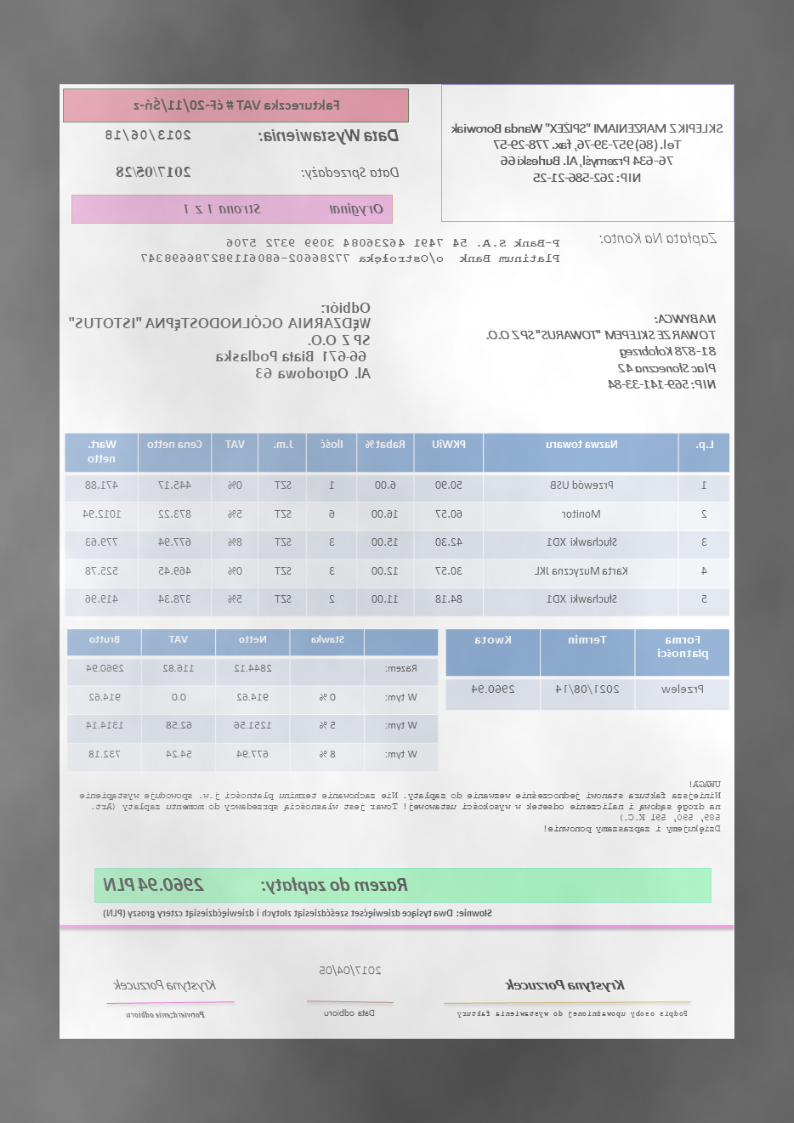 SKLEPIK Z MARZENIAMI "SPIŻEX" Wanda Borowiak
Tel. (86) 957-39-76, fax. 778-29-57
76-634 Przemyśl, Al. Burleski 66
NIP: 262-586-21-25
Faktureczka VAT # ćF-20/11/Śń-z
Data Wystawienia: 2013/06/18
Data Sprzedaży: 2017/05/28
Oryginał Strona 1 z 1
Zapłata Na Konto:
P-Bank S.A. 54 7491 46236084 3099 9372 5706
Platinum Bank o/Ostrołęka 77286602-680611982786698347
NABYWCA:
TOWARZE SKLEPEM "TOWARUS" SP Z O.O.
81-878 Kołobrzeg
Plac Słoneczna 42
NIP: 569-141-33-84
Odbiór:
WĘDZARNIA OGÓLNODOSTĘPNA "ISTOTUS"
SP Z O.O.
66-671 Biała Podlaska
Al. Ogrodowa 63
L.p. Nazwa towaru PKWiU Rabat % Ilość J.m. VAT Cena netto Wart. netto
1 Przewód USB 50.90 6.00 1 SZT 0% 445.17 471.88
2 Monitor 60.57 16.00 6 SZT 5% 873.22 1012.94
3 Słuchawki XD1 42.30 15.00 3 SZT 8% 677.94 779.63
4 Karta Muzyczna JKL 30.57 12.00 3 SZT 0% 469.45 525.78
5 Słuchawki XD1 84.18 11.00 2 SZT 5% 378.34 419.96
Forma płatności Termin Kwota
Przelew 2021/08/14 2960.94
Stawka Netto VAT Brutto
Razem: 2844.12 116.82 2960.94
W tym: 0 % 914.62 0.0 914.62
W tym: 5 % 1251.56 62.58 1314.14
W tym: 8 % 677.94 54.24 732.18
UWAGA!
Niniejsza faktura stanowi jednocześnie wezwanie do zapłaty. Nie zachowanie terminu płatności j.w. spowoduje wystąpienie
na drogę sądową i naliczenie odsetek w wysokości ustawowej! Towar jest własnością sprzedawcy do momentu zapłaty (Art.
589, 590, 591 K.C.)
Dziękujemy i zapraszamy ponownie!
Razem do zapłaty: 2960.94 PLN
Słownie: Dwa tysiące dziewięćset sześćdziesiąt złotych i dziewięćdziesiąt cztery groszy (PLN)
Krystyna Porzucek
Podpis osoby upoważnionej do wystawienia faktury
2017/04/05
Data odbioru
Krystyna Porzucek
Potwierdzenie odbioru